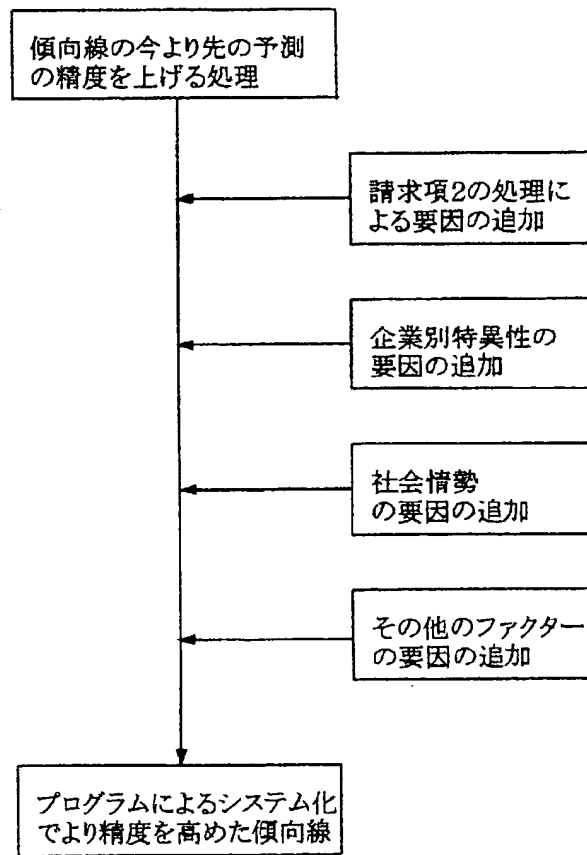 傾向線の今より先の予測
の精度を上げる処理
請求項2の処理に
よる要因の追加
企業別特異性の
要因の追加
社会情勢
の要因の追加
その他のファクター
の要因の追加
プログラムによるシステム化
でより精度を高めた傾向線